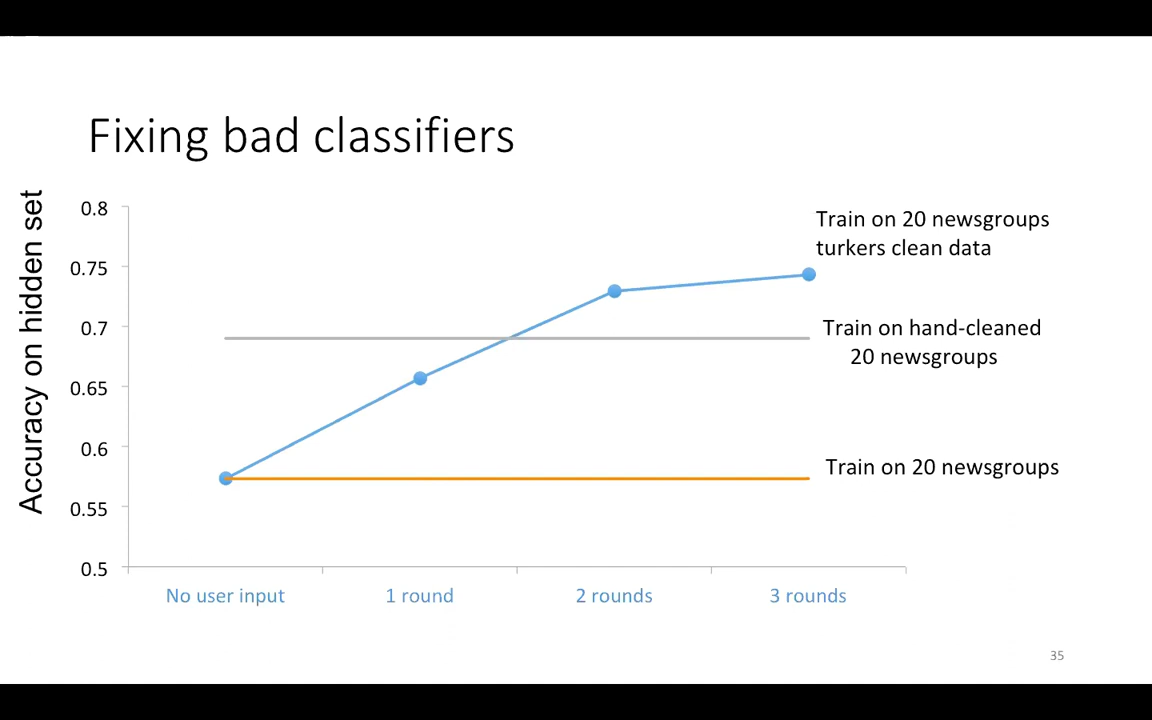 Fixing bad classifiers
Accuracy on hidden set
0.8
0.75
0.7
0.65
0.6
0.55
0.5
Train on 20 newsgroups
turkers clean data
Train on hand-cleaned
20 newsgroups
Train on 20 newsgroups
No user input
1 round
2 rounds
3 rounds
35